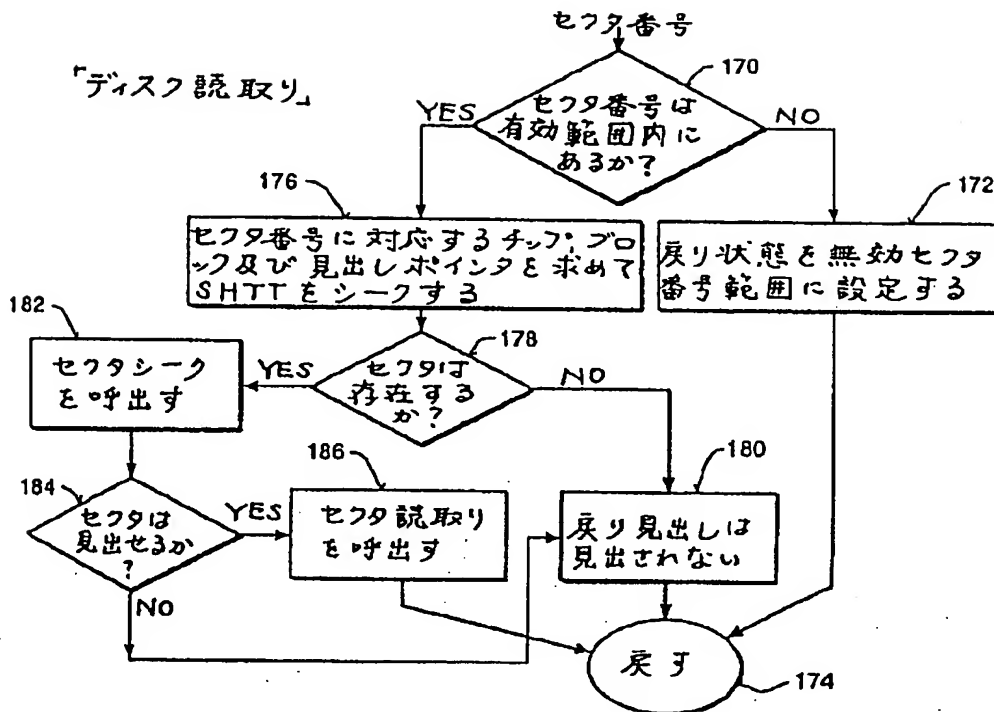 セクタ番号
「ディスク読取り」
170
セクタ番号は
有効範囲内に
あるか？
YES
NO
176
セクタ番号に対応するチップ、ブロ
ック及び見出しポインタを求めて
SHTTをシークする
172
戻り状態を無効セクタ
番号範囲に設定する
182
セクタシーク
を呼出す
178
セクタは
存在する
か？
YES
NO
184
セクタは
見出せるか
？
YES
NO
186
セクタ読取り
を呼出す
180
戻り見出しは
見出されない
戻す
174